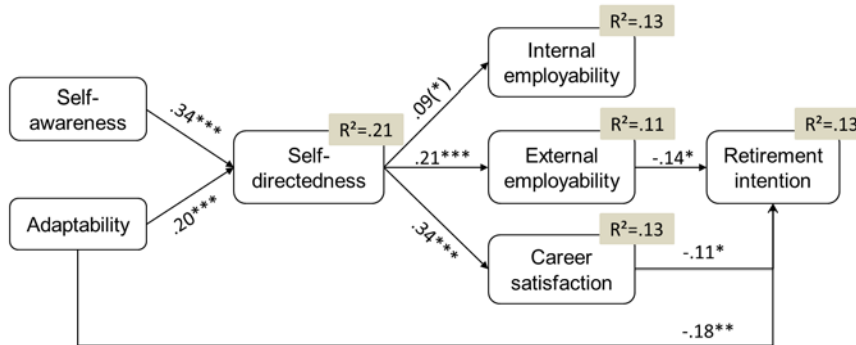 R²=.13
Internal
employability
Self-
awareness
.34***
.09(*)
R²=.21
R²=.11
R²=.13
Self-
directedness
.21***
External
employability
-.14*
Retirement
intention
Adaptability
.20***
.34***
R²=.13
Career
satisfaction
-.11*
-.18**